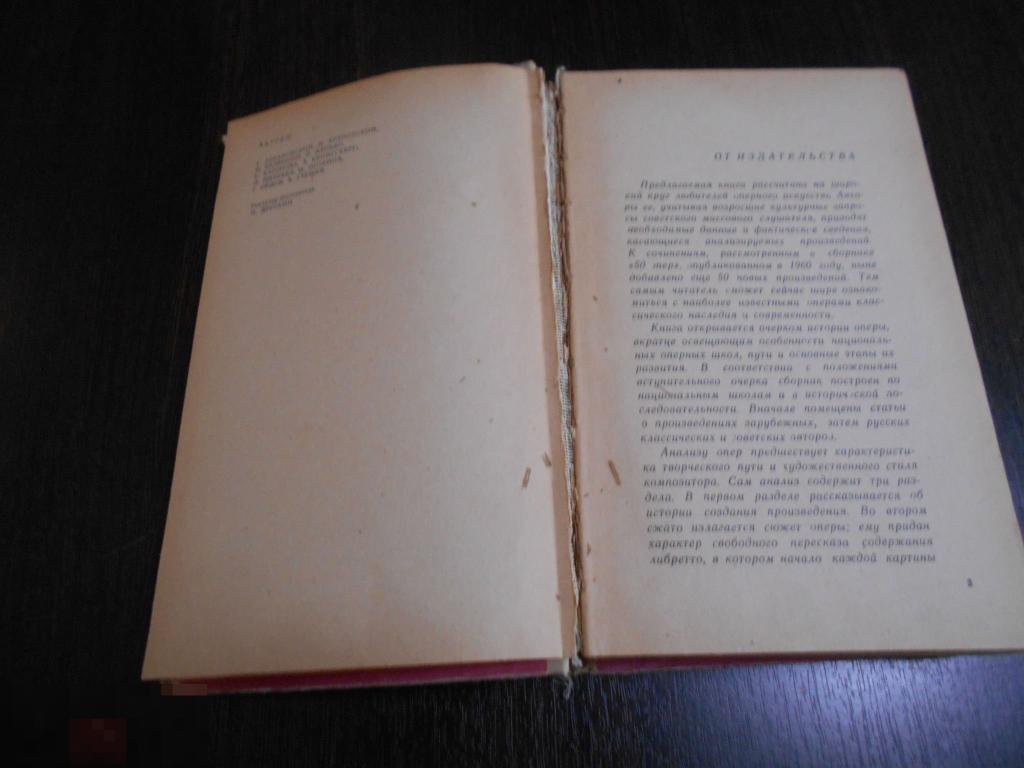 АВТОРЫ
ОТ ИЗДАТЕЛЬСТВА
Предлагаемая книга рассчитана на широ-
кий круг любителей оперного искусства. Авто-
ры ее, учитывая возросшие культурные запро-
сы советского массового слушателя, приводят
необходимые данные и фактические сведения,
касающиеся анализируемых произведений.
К сочинениям, рассмотренным в сборнике
«50 опер», опубликованном в 1960 году, ныне
добавлено еще 50 новых произведений. Тем
самым читатель сможет сейчас шире ознако-
миться с наиболее известными операми клас-
сического наследия и современности.
Книга открывается очерком истории оперы,
вкратце освещающим особенности националь-
ных оперных школ, пути и основные этапы их
развития. В соответствии с положениями
вступительного очерка сборник построен по
национальным школам и в исторической по-
следовательности. Вначале помещены статьи
о произведениях зарубежных, затем русских
классических и советских авторов.
Анализу опер предшествует характеристи-
ка творческого пути и художественного стиля
композитора. Сам анализ содержит три раз-
дела. В первом разделе рассказывается об
истории создания произведения. Во втором
сжато излагается сюжет оперы; ему придан
характер свободного пересказа содержания
либретто, в котором начало каждой картины
3